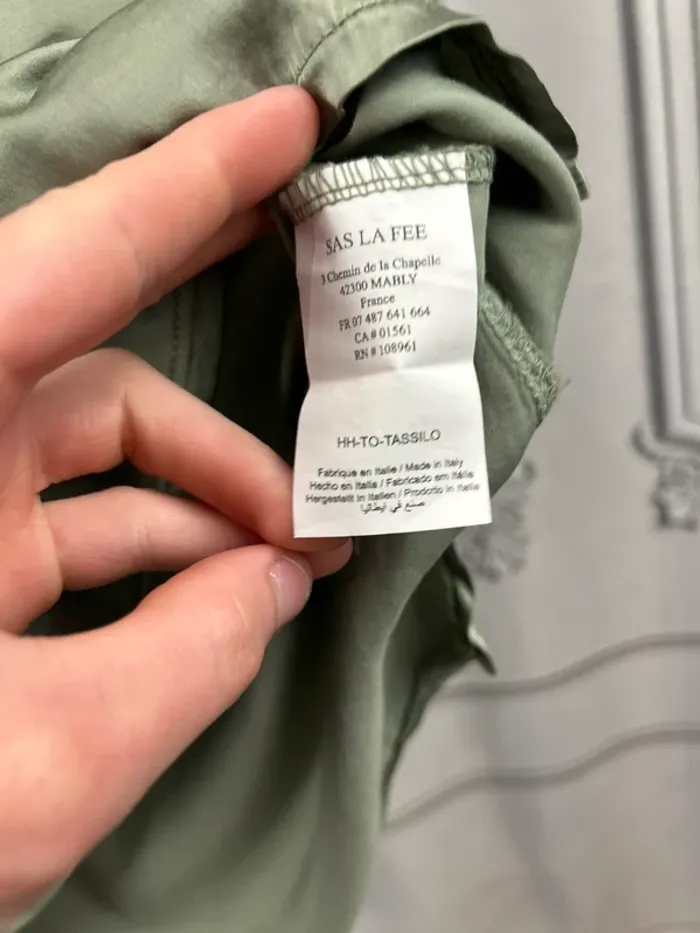 SAS LA FEE
3 Chemin de la Chapelle
42300 MABLY
France
FR 07 487 641 664
CA # 01561
RN # 108961
HH-TO-TASSILO
Fabrique en Italie / Made in Italy
Hecho en Italia / Fabricado em Itália
Hergestellt in Italien / Prodotto in Italia
صنع في ايطاليا